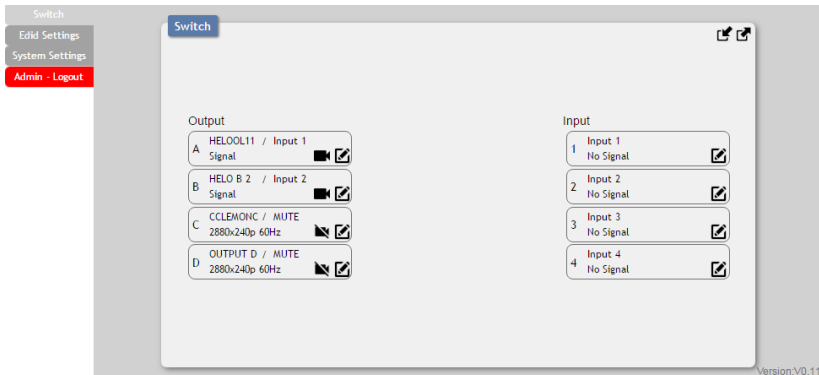 Switch
Edid Settings
System Settings
Admin - Logout
Switch
Output
A HELOOL11 / Input 1
Signal
B HELO B 2 / Input 2
Signal
C CCLEMONC / MUTE
2880x240p 60Hz
D OUTPUT D / MUTE
2880x240p 60Hz
Input
1 Input 1
No Signal
2 Input 2
No Signal
3 Input 3
No Signal
4 Input 4
No Signal
Version:V0.11